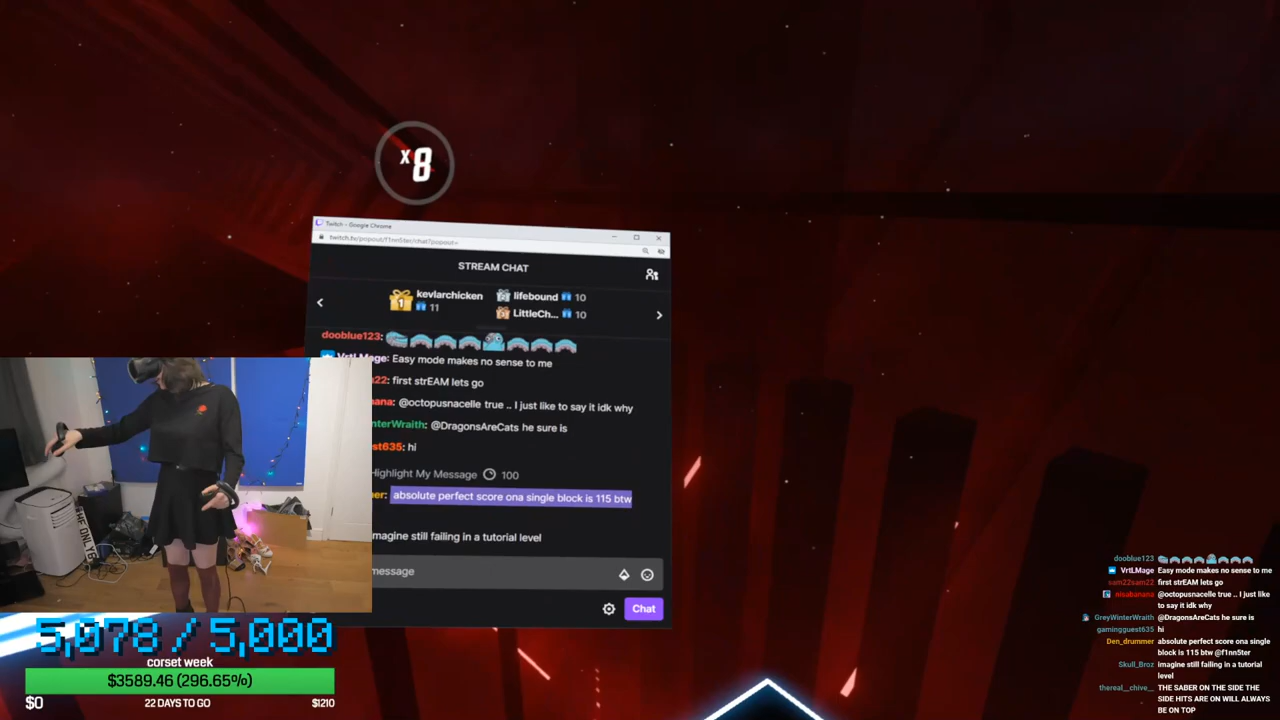 x8
Twitch - Google Chrome
twitch.tv/popout/f1nn5ter/chat?popout=
STREAM CHAT
1 kevlarchicken 11
lifebound 10
LittleCh... 10
dooblue123:
VrtLMage: Easy mode makes no sense to me
22: first strEAM lets go
ana: @octopusnacelle true .. I just like to say it idk why
nterWraith: @DragonsAreCats he sure is
st635: hi
Highlight My Message 100
er: absolute perfect score ona single block is 115 btw
magine still failing in a tutorial level
message
Chat
5,078 / 5,000
corset week
$3589.46 (296.65%)
$0 22 DAYS TO GO $1210
dooblue123
VrtLMage Easy mode makes no sense to me
sam22sam22 first strEAM lets go
nisabanana @octopusnacelle true .. I just like
to say it idk why
GreyWinterWraith @DragonsAreCats he sure is
gamingguest635 hi
Den_drummer absolute perfect score ona single
block is 115 btw @f1nn5ter
Skull_Broz imagine still failing in a tutorial
level
thereal__chive__ THE SABER ON THE SIDE THE
SIDE HITS ARE ON WILL ALWAYS
BE ON TOP